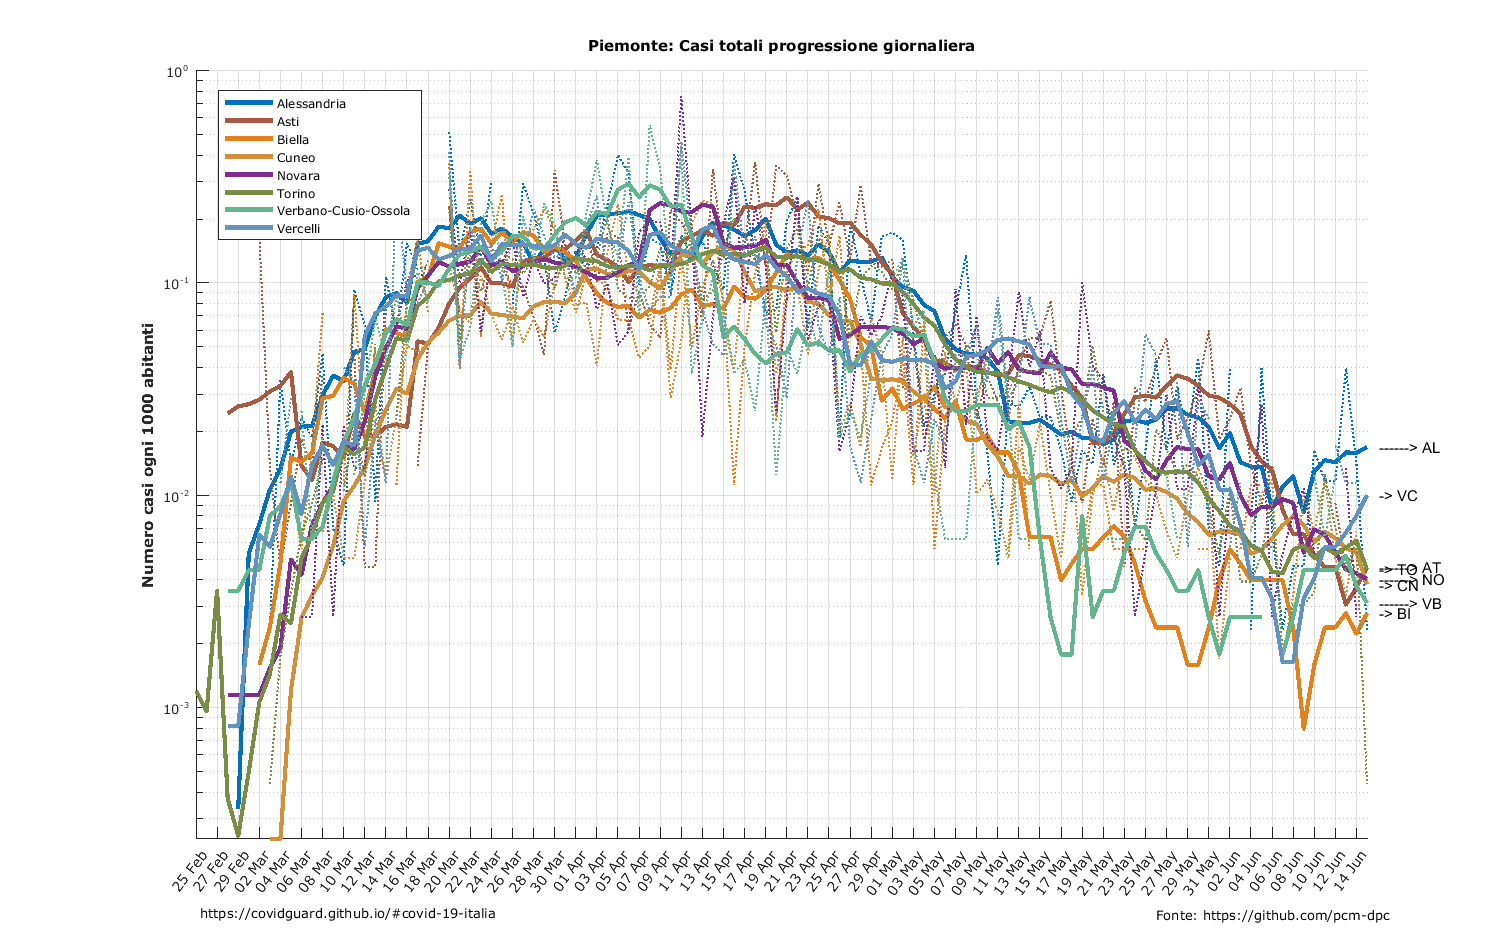 Piemonte: Casi totali progressione giornaliera
Numero casi ogni 1000 abitanti
10⁰
10⁻¹
10⁻²
10⁻³
Alessandria
Asti
Biella
Cuneo
Novara
Torino
Verbano-Cusio-Ossola
Vercelli
------> AL
-> VC
------> AT
-> TO
------> NO
-> CN
------> VB
-> BI
25 Feb
27 Feb
29 Feb
02 Mar
04 Mar
06 Mar
08 Mar
10 Mar
12 Mar
14 Mar
16 Mar
18 Mar
20 Mar
22 Mar
24 Mar
26 Mar
28 Mar
30 Mar
01 Apr
03 Apr
05 Apr
07 Apr
09 Apr
11 Apr
13 Apr
15 Apr
17 Apr
19 Apr
21 Apr
23 Apr
25 Apr
27 Apr
29 Apr
01 May
03 May
05 May
07 May
09 May
11 May
13 May
15 May
17 May
19 May
21 May
23 May
25 May
27 May
29 May
31 May
02 Jun
04 Jun
06 Jun
08 Jun
10 Jun
12 Jun
14 Jun
https://covidguard.github.io/#covid-19-italia
Fonte: https://github.com/pcm-dpc